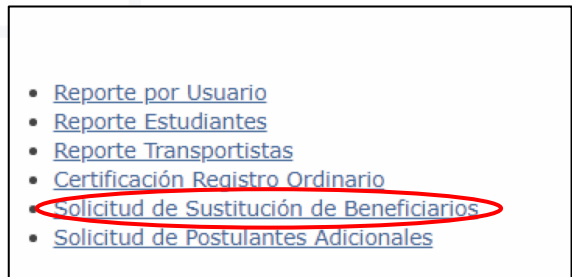 Reporte por Usuario
Reporte Estudiantes
Reporte Transportistas
Certificación Registro Ordinario
Solicitud de Sustitución de Beneficiarios
Solicitud de Postulantes Adicionales